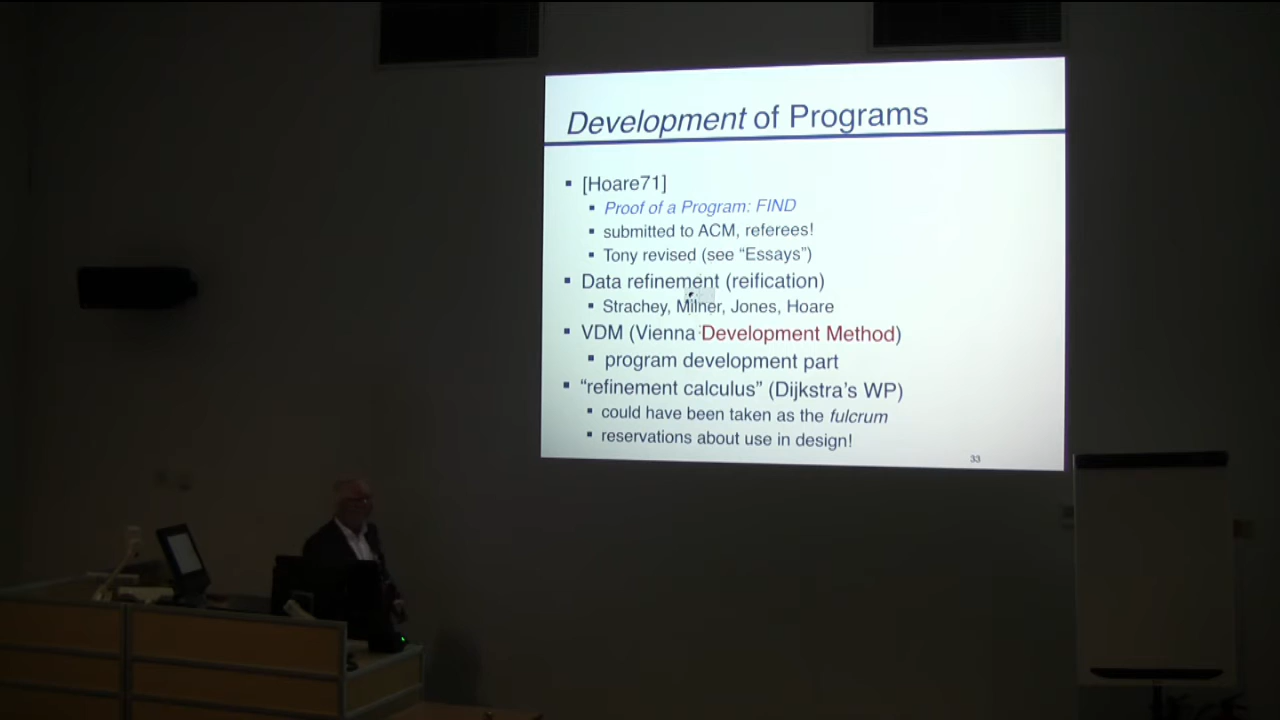 Development of Programs
▪ [Hoare71]
▪ Proof of a Program: FIND
▪ submitted to ACM, referees!
▪ Tony revised (see “Essays”)
▪ Data refinement (reification)
▪ Strachey, Milner, Jones, Hoare
▪ VDM (Vienna Development Method)
▪ program development part
▪ “refinement calculus” (Dijkstra’s WP)
▪ could have been taken as the fulcrum
▪ reservations about use in design!
33